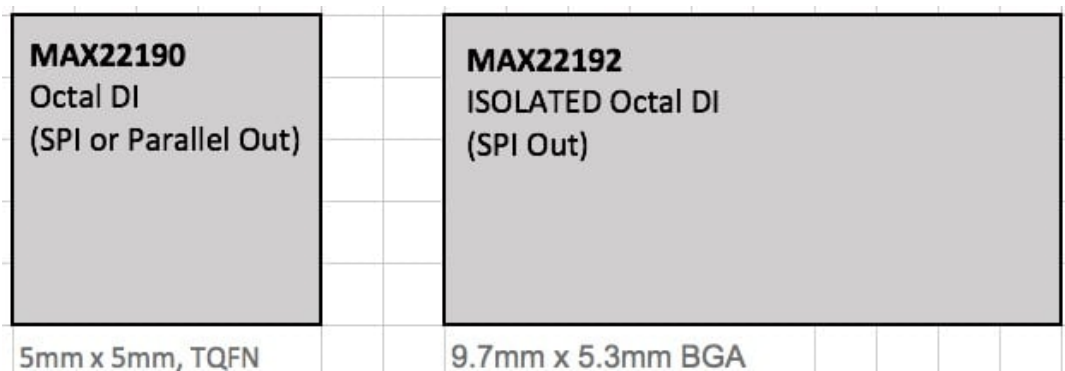 MAX22190
Octal DI
(SPI or Parallel Out)
5mm x 5mm, TQFN
MAX22192
ISOLATED Octal DI
(SPI Out)
9.7mm x 5.3mm BGA